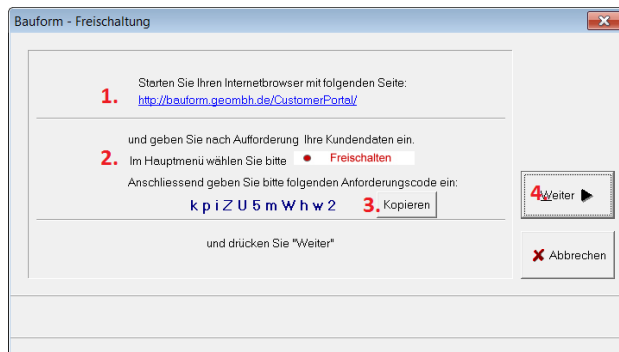 Bauform - Freischaltung
Starten Sie Ihren Internetbrowser mit folgenden Seite:
1. http://bauform.geombh.de/CustomerPortal/
und geben Sie nach Aufforderung Ihre Kundendaten ein.
2. Im Hauptmenü wählen Sie bitte Freischalten
Anschliessend geben Sie bitte folgenden Anforderungscode ein:
kpiZU5mWhw2 3. Kopieren
und drücken Sie "Weiter"
4. Weiter
Abbrechen